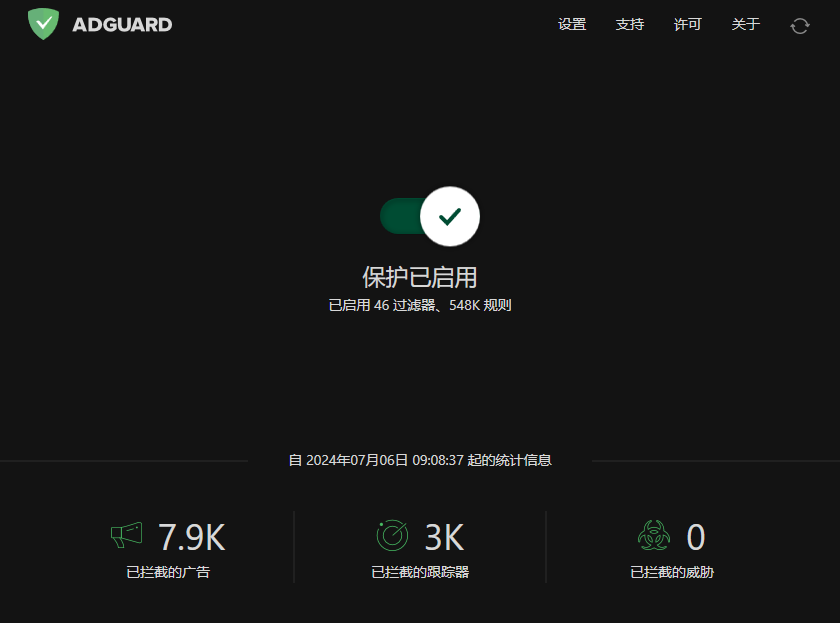 ADGUARD 设置 支持 许可 关于
保护已启用
已启用 46 过滤器、548K 规则
自 2024年07月06日 09:08:37 起的统计信息
7.9K 3K 0
已拦截的广告 已拦截的跟踪器 已拦截的威胁